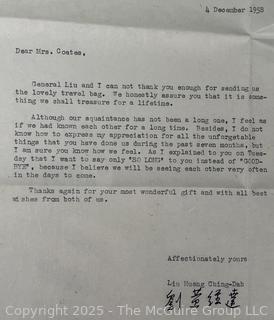 4 December 1958
Dear Mrs. Coates,
General Liu and I can not thank you enough for sending us
the lovely travel bag. We honestly assure you that it is some-
thing we shall treasure for a lifetime.
Although our aquaintance has not been a long one, I feel as
if we had known each other for a long time. Besides, I do not
know how to express my appreciation for all the unforgetable
things that you have done us during the past seven months, but
I am sure you know how we feel. As I explained to you on Tues-
day that I want to say only "SO LONG" to you instead of "GOOD-
BYE", because I believe we will be seeing each other very often
in the days to come.
Thanks again for your most wonderful gift and with all best
wishes from both of us.
Affectionately yours
Liu Huang Ching-Dah
劉黃
Copyright 2025 - Dominion Post